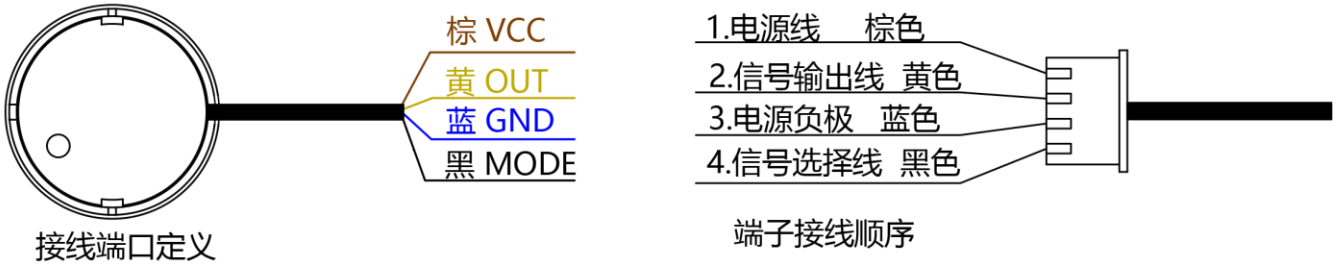 棕 VCC
黄 OUT
蓝 GND
黑 MODE
接线端口定义
1.电源线 棕色
2.信号输出线 黄色
3.电源负极 蓝色
4.信号选择线 黑色
端子接线顺序